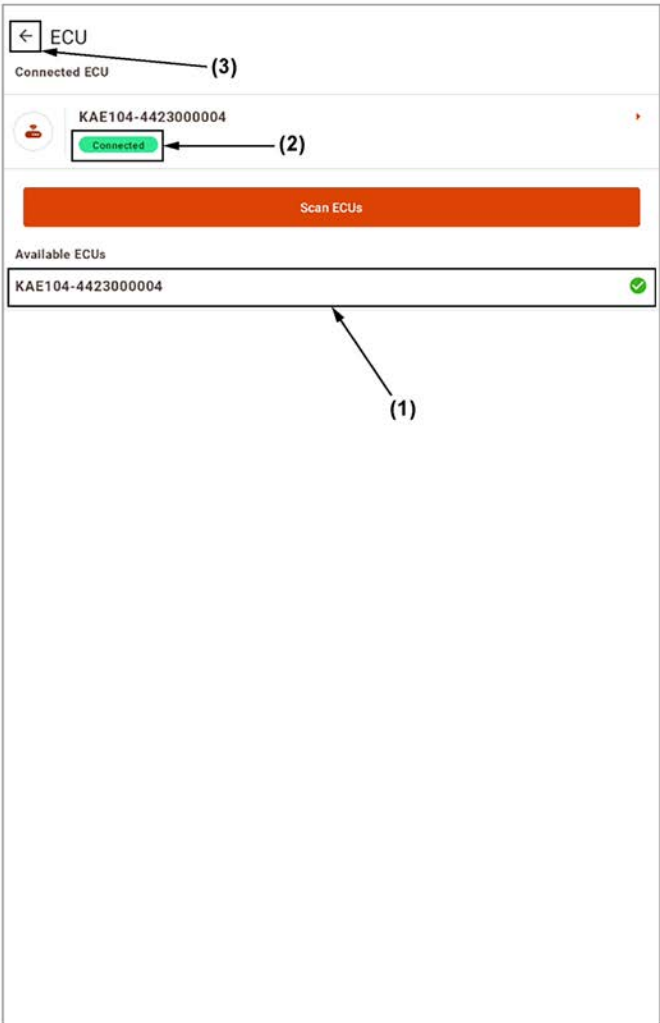 ECU
(3)
Connected ECU
KAE104-4423000004
Connected
(2)
Scan ECUs
Available ECUs
KAE104-4423000004
(1)